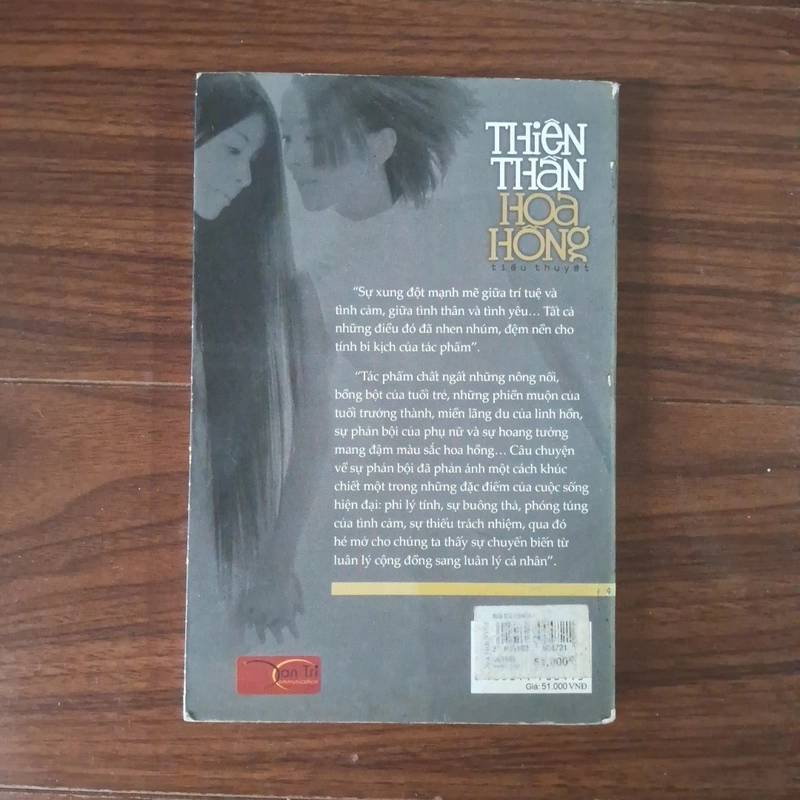 THIÊN
THẦN
HOA
HỒNG
tiểu thuyết
“Sự xung đột mạnh mẽ giữa trí tuệ và
tình cảm, giữa tình thân và tình yêu… Tất cả
những điều đó đã nhen nhúm, đệm nền cho
tính bi kịch của tác phẩm”.
“Tác phẩm chất ngất những nông nổi,
bồng bột của tuổi trẻ, những phiền muộn của
tuổi trưởng thành, miền lãng du của linh hồn,
sự phản bội của phụ nữ và sự hoang tưởng
mang đậm màu sắc hoa hồng… Câu chuyện
về sự phản bội đã phản ánh một cách khúc
chiết một trong những đặc điểm của cuộc sống
hiện đại: phi lý tính, sự buông thả, phóng túng
của tình cảm, sự thiếu trách nhiệm, qua đó
hé mở cho chúng ta thấy sự chuyển biến từ
luân lý cộng đồng sang luân lý cá nhân”.
Dan Tri
51.000
Giá: 51.000 VNĐ